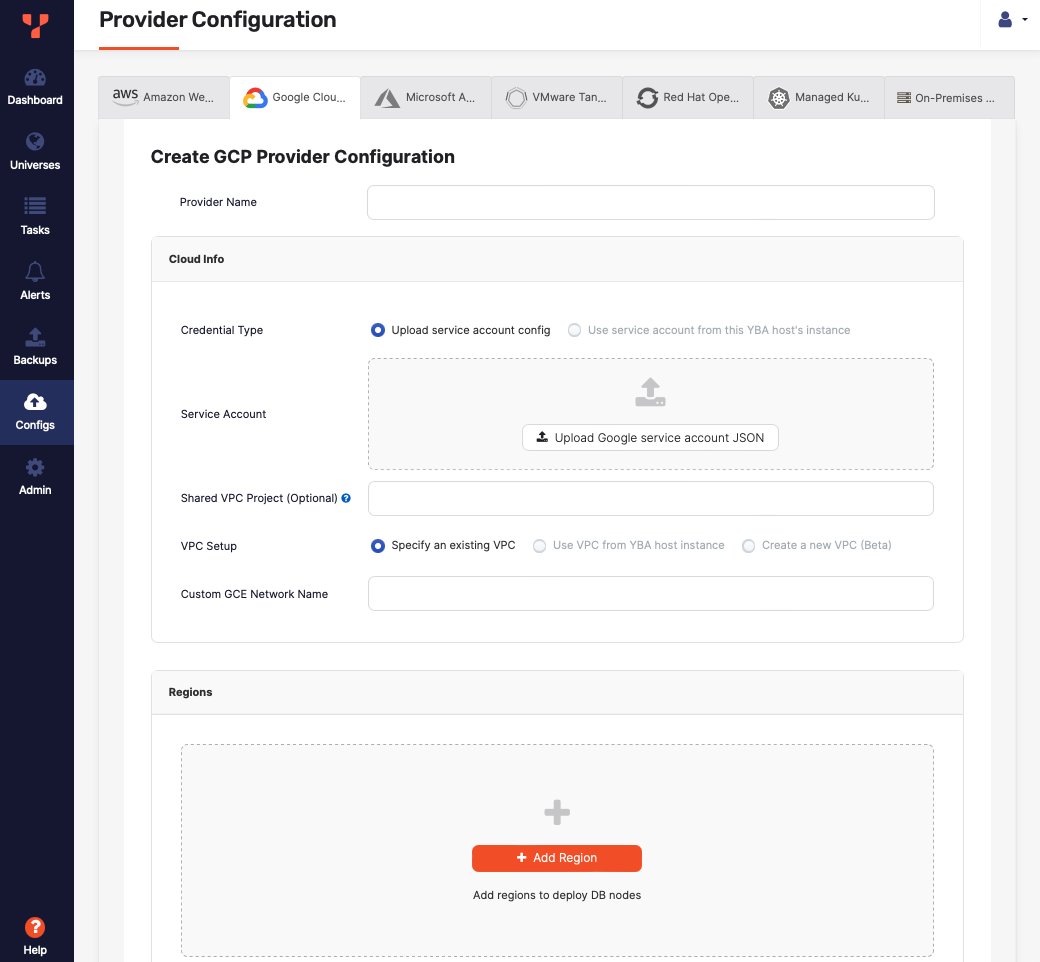 Provider Configuration
Dashboard
Universes
Tasks
Alerts
Backups
Configs
Admin
Help
aws Amazon We...
Google Clou...
Microsoft A...
VMware Tan...
Red Hat Ope...
Managed Ku...
On-Premises ...
Create GCP Provider Configuration
Provider Name
Cloud Info
Credential Type
Upload service account config
Use service account from this YBA host's instance
Service Account
Upload Google service account JSON
Shared VPC Project (Optional) ?
VPC Setup
Specify an existing VPC
Use VPC from YBA host instance
Create a new VPC (Beta)
Custom GCE Network Name
Regions
+ Add Region
Add regions to deploy DB nodes